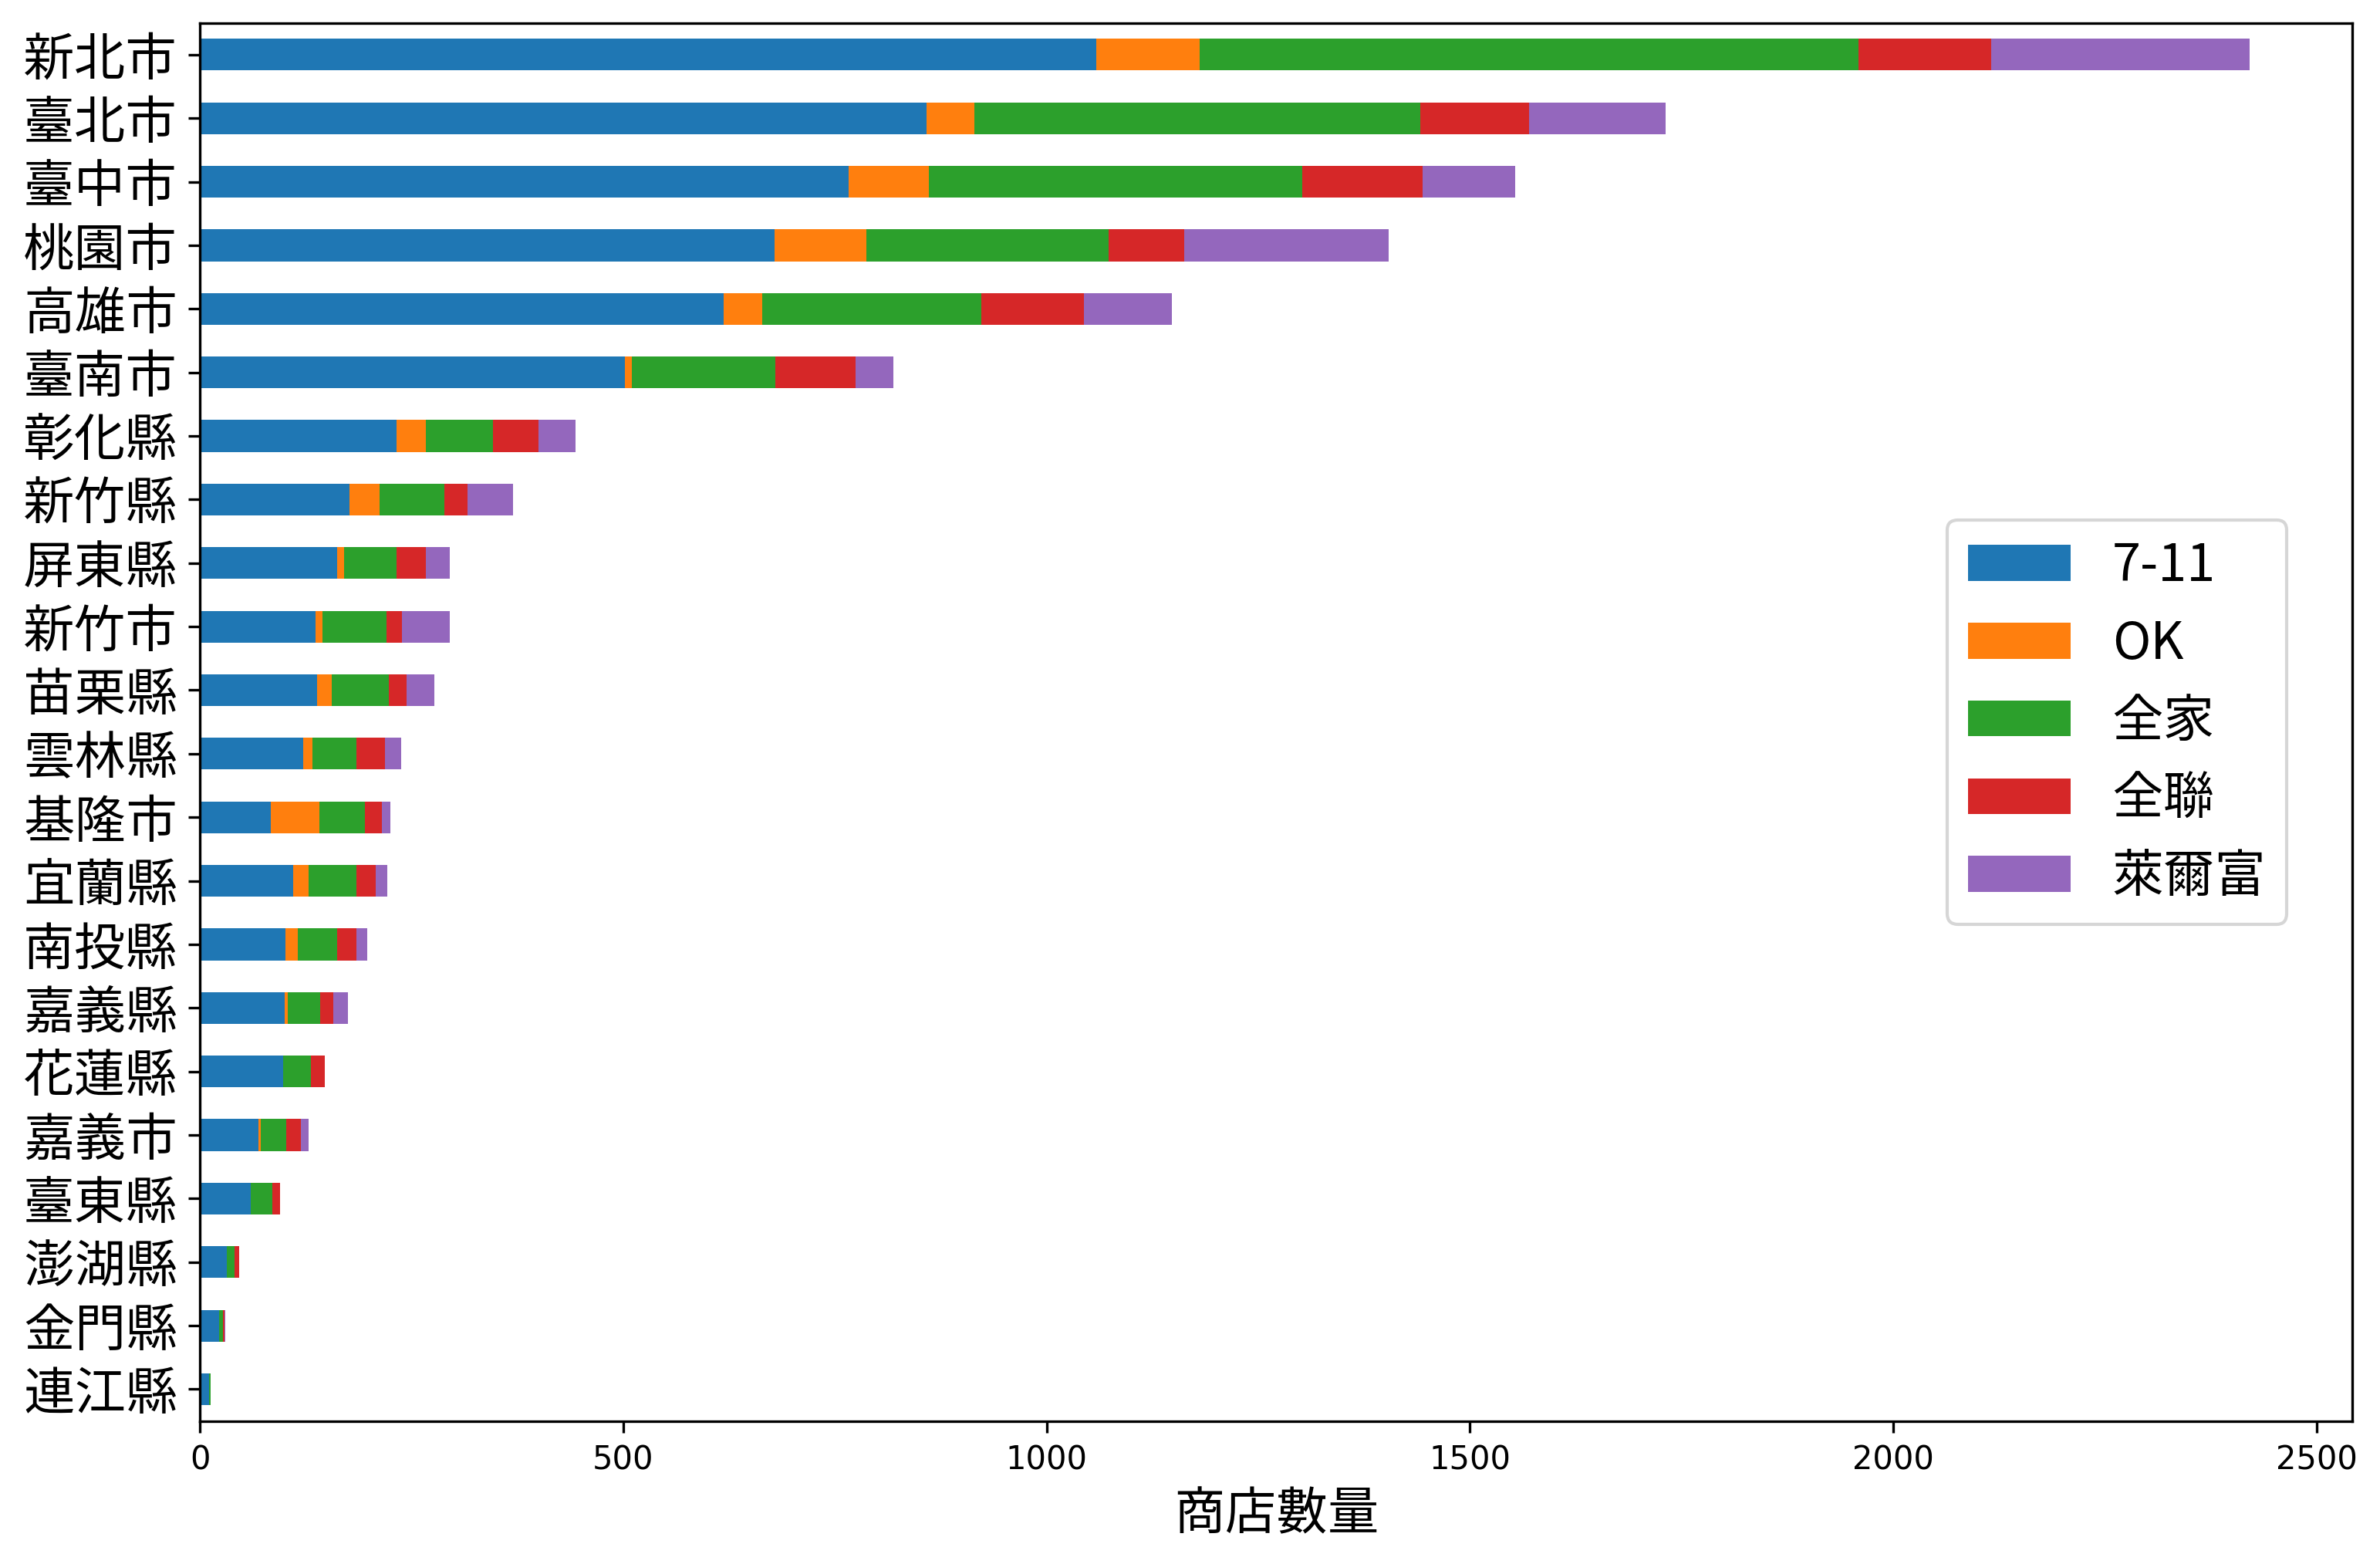 新北市
臺北市
臺中市
桃園市
高雄市
臺南市
彰化縣
新竹縣
屏東縣
新竹市
苗栗縣
雲林縣
基隆市
宜蘭縣
南投縣
嘉義縣
花蓮縣
嘉義市
臺東縣
澎湖縣
金門縣
連江縣
7-11
OK
全家
全聯
萊爾富
0 500 1000 1500 2000 2500
商店數量